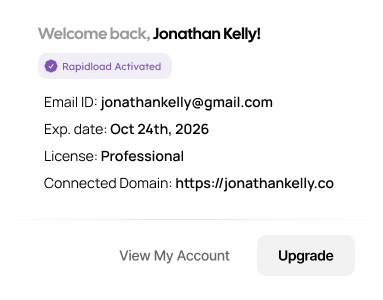 Welcome back, Jonathan Kelly!
Rapidload Activated
Email ID: jonathankelly@gmail.com
Exp. date: Oct 24th, 2026
License: Professional
Connected Domain: https://jonathankelly.co
View My Account
Upgrade